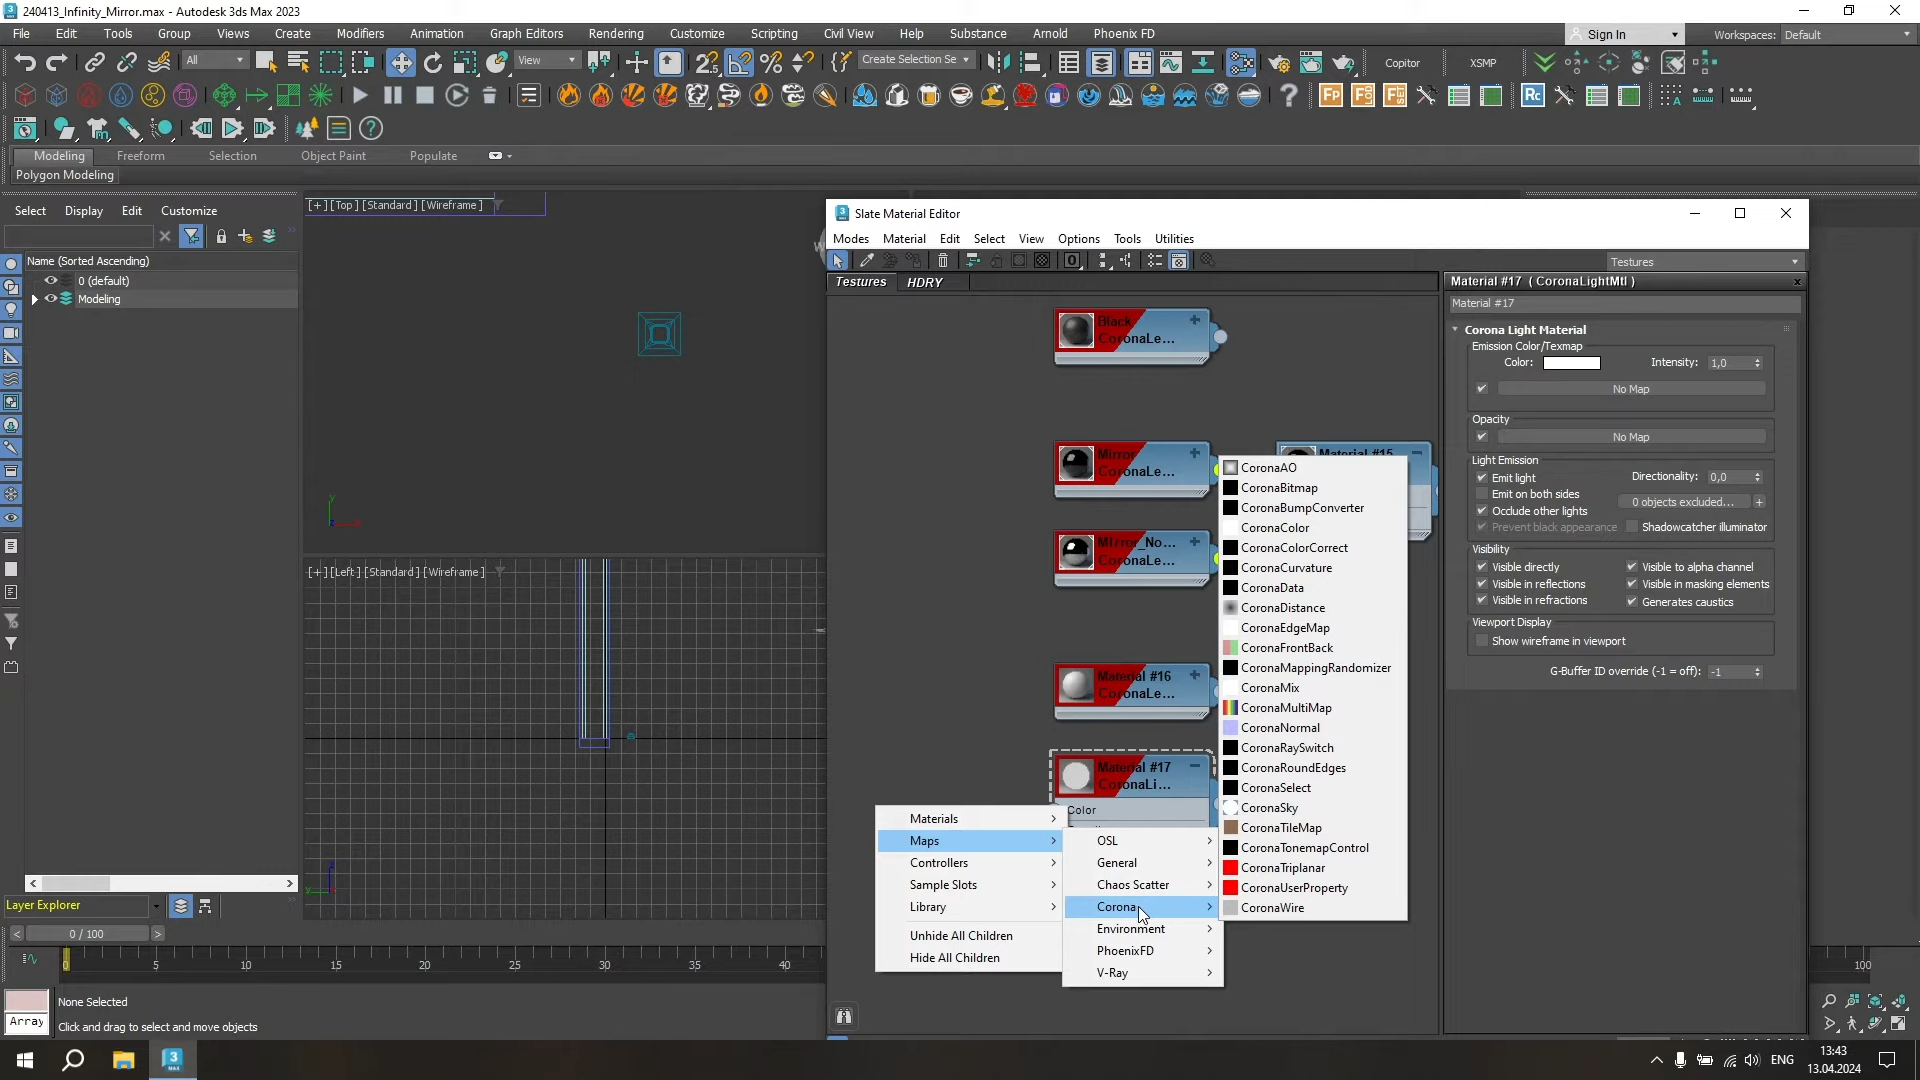 240413_Infinity_Mirror.max - Autodesk 3ds Max 2023
File Edit Tools Group Views Create Modifiers Animation Graph Editors Rendering Customize Scripting Civil View Help Substance Arnold Phoenix FD
Sign In
Workspaces: Default
All
View
Create Selection Se
Copitor
XSMP
Modeling Freeform Selection Object Paint Populate
Polygon Modeling
Select Display Edit Customize
Name (Sorted Ascending)
0 (default)
Modeling
Layer Explorer
[+] [Top] [Standard] [Wireframe]
[+] [Left] [Standard] [Wireframe]
Slate Material Editor
Modes Material Edit Select View Options Tools Utilities
Testures
Testures HDRY
Black
CoronaLe...
Mirror
CoronaLe...
Material #15
MIrror_No...
CoronaLe...
Material #16
CoronaLe...
Material #17
CoronaLi...
Color
Materials
Maps
Controllers
Sample Slots
Library
Unhide All Children
Hide All Children
OSL
General
Chaos Scatter
Corona
Environment
PhoenixFD
V-Ray
CoronaAO
CoronaBitmap
CoronaBumpConverter
CoronaColor
CoronaColorCorrect
CoronaCurvature
CoronaData
CoronaDistance
CoronaEdgeMap
CoronaFrontBack
CoronaMappingRandomizer
CoronaMix
CoronaMultiMap
CoronaNormal
CoronaRaySwitch
CoronaRoundEdges
CoronaSelect
CoronaSky
CoronaTileMap
CoronaTonemapControl
CoronaTriplanar
CoronaUserProperty
CoronaWire
Material #17 ( CoronaLightMtl )
Material #17
Corona Light Material
Emission Color/Texmap
Color: Intensity: 1,0
No Map
Opacity
No Map
Light Emission
Emit light Directionality: 0,0
Emit on both sides 0 objects excluded... +
Occlude other lights
Prevent black appearance Shadowcatcher illuminator
Visibility
Visible directly Visible to alpha channel
Visible in reflections Visible in masking elements
Visible in refractions Generates caustics
Viewport Display
Show wireframe in viewport
G-Buffer ID override (-1 = off): -1
0 / 100
0 5 10 15 20 25 30 35 40 100
None Selected
Array
Click and drag to select and move objects
ENG
13:43
13.04.2024